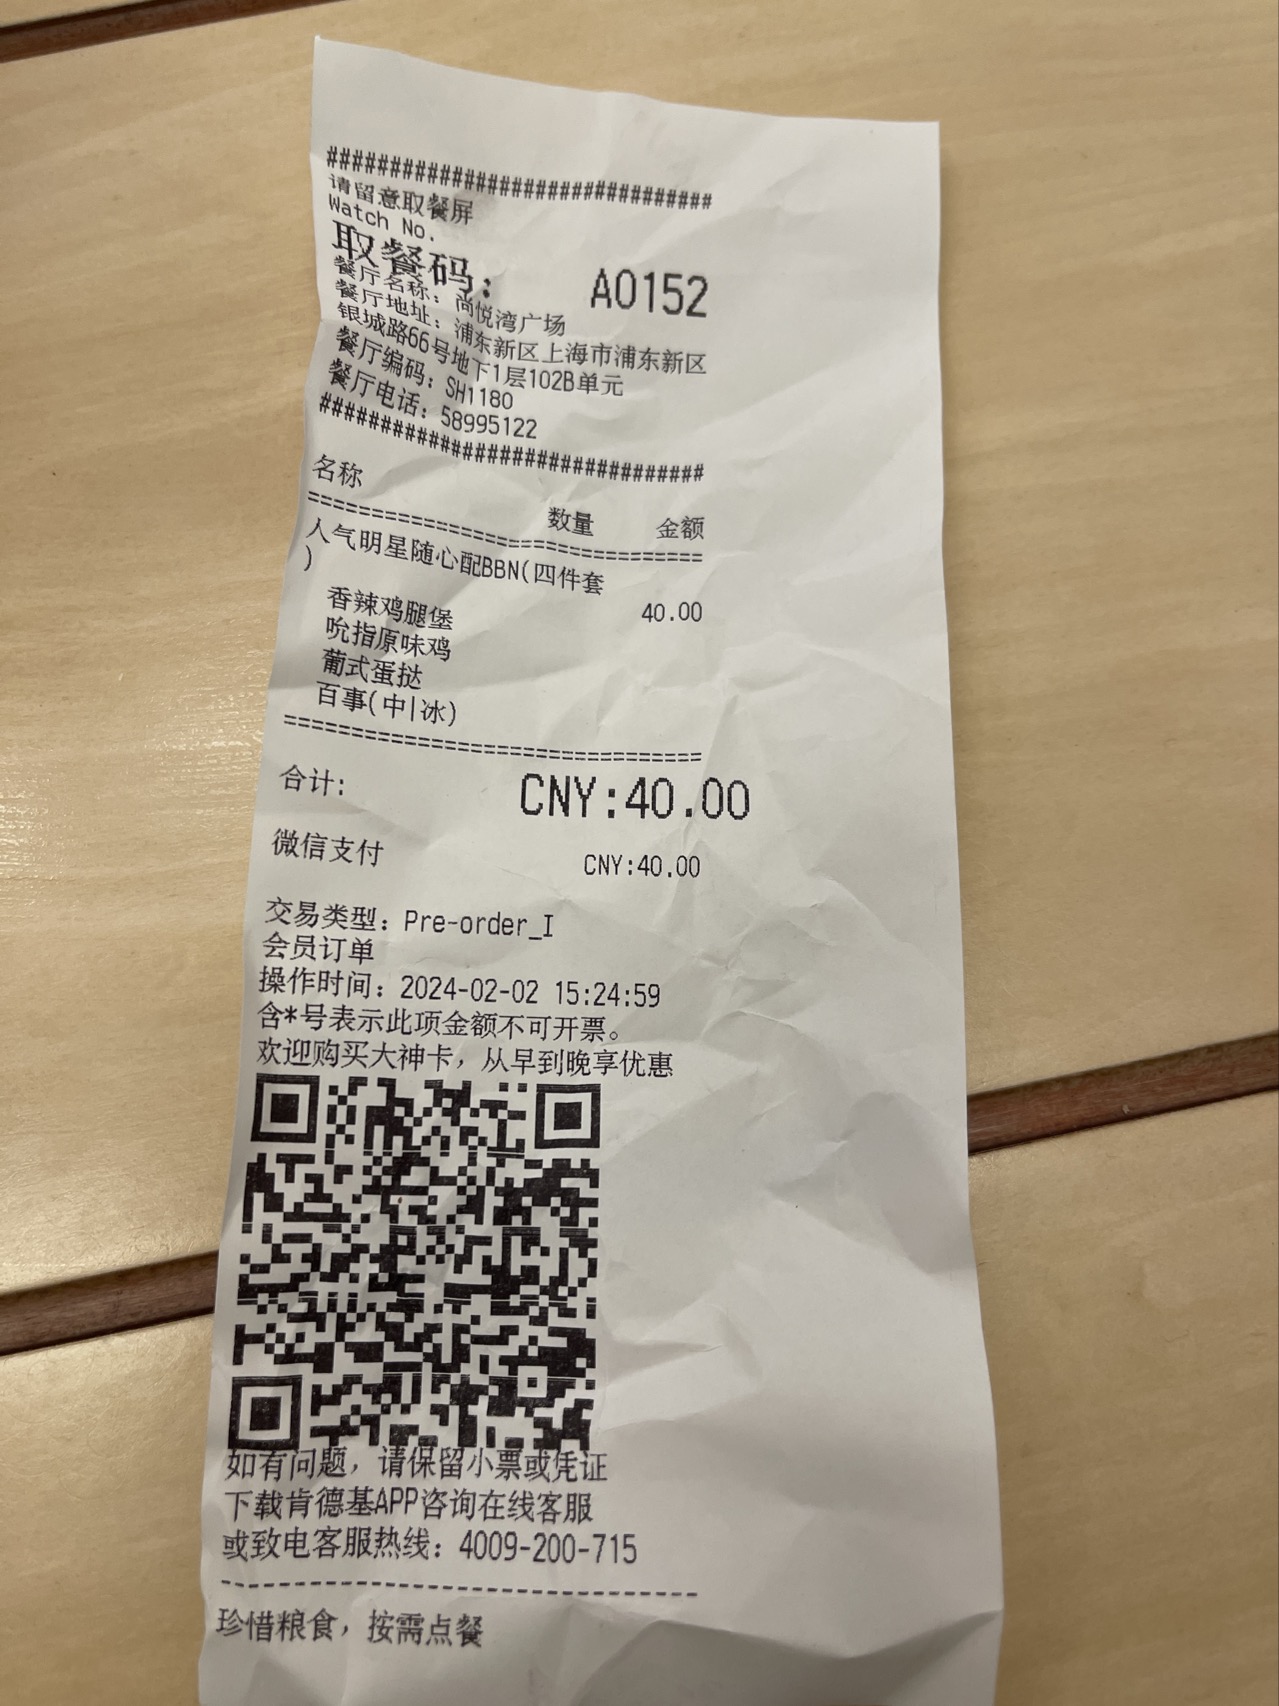 ###############################
请留意取餐屏
Watch No.
取餐码： A0152
餐厅名称：尚悦湾广场
餐厅地址：浦东新区上海市浦东新区
银城路66号地下1层102B单元
餐厅编码：SH1180
餐厅电话：58995122
###############################
名称 数量 金额
================================
人气明星随心配BBN(四件套
) 40.00
香辣鸡腿堡
吮指原味鸡
葡式蛋挞
百事(中|冰)
================================
合计: CNY:40.00
微信支付 CNY:40.00
交易类型：Pre-order_I
会员订单
操作时间：2024-02-02 15:24:59
含*号表示此项金额不可开票。
欢迎购买大神卡，从早到晚享优惠
如有问题，请保留小票或凭证
下载肯德基APP咨询在线客服
或致电客服热线：4009-200-715
--------------------------------
珍惜粮食，按需点餐